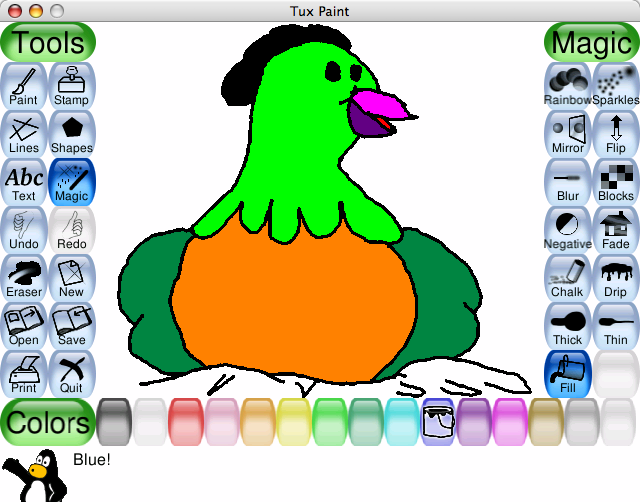 Tux Paint
Tools
Magic
Paint Stamp
Rainbow Sparkles
Lines Shapes
Mirror Flip
Abc
Text Magic
Blur Blocks
Undo Redo
Negative Fade
Eraser New
Chalk Drip
Open Save
Thick Thin
Print Quit
Fill
Colors
Blue!